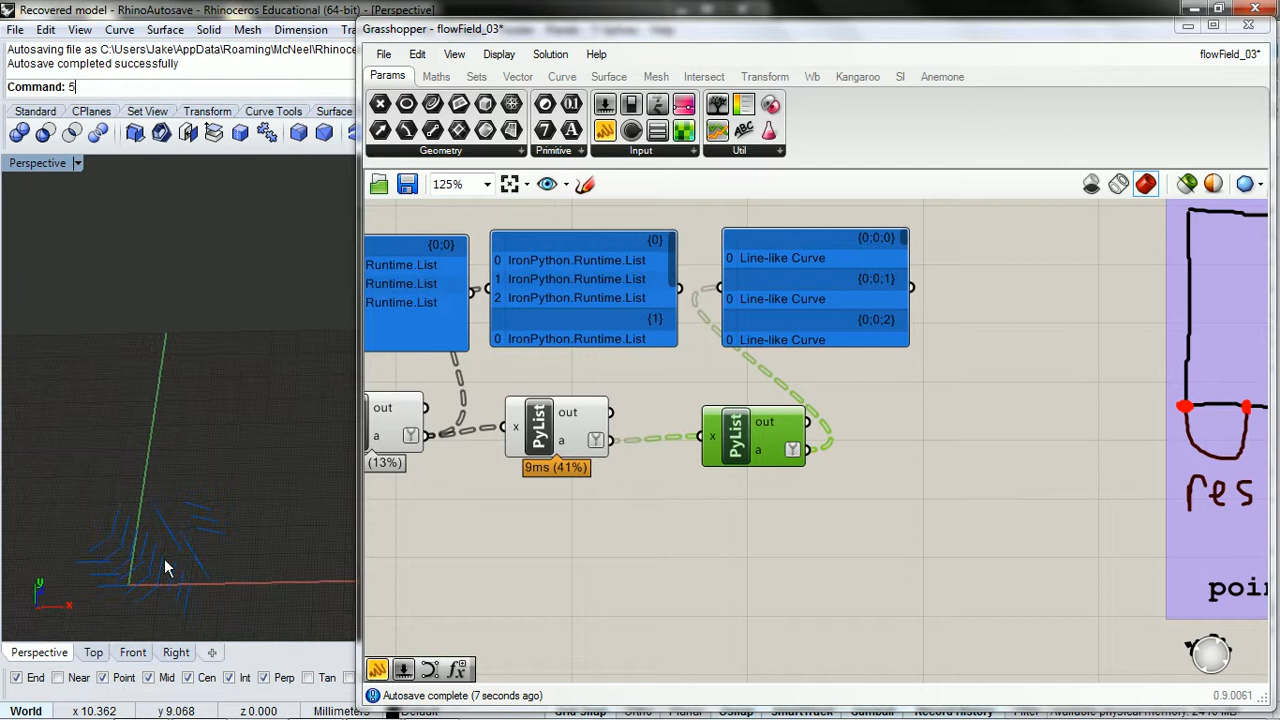 Recovered model - RhinoAutosave - Rhinoceros Educational (64-bit) - [Perspective]
File Edit View Curve Surface Solid Mesh Dimension
Autosaving file as C:\Users\Jake\AppData\Roaming\McNeel\Rhinoce
Autosave completed successfully
Command: 5
Standard CPlanes Set View Transform Curve Tools Surface
Perspective
y
x
Perspective Top Front Right
End Near Point Mid Cen Int Perp Tan
World x 10.362 y 9.068 z 0.000 Millimeters Default
Grasshopper - flowField_03*
File Edit View Display Solution Help flowField_03*
Params Maths Sets Vector Curve Surface Mesh Intersect Transform Wb Kangaroo SI Anemone
Geometry Primitive Input Util
125%
{0;0}
Runtime.List
Runtime.List
Runtime.List
{0}
0 IronPython.Runtime.List
1 IronPython.Runtime.List
2 IronPython.Runtime.List
{1}
0 IronPython.Runtime.List
{0;0;0}
0 Line-like Curve
{0;0;1}
0 Line-like Curve
{0;0;2}
0 Line-like Curve
out
a
(13%)
x PyList out
a
9ms (41%)
x PyList out
a
res
poi
Autosave complete (7 seconds ago) 0.9.0061